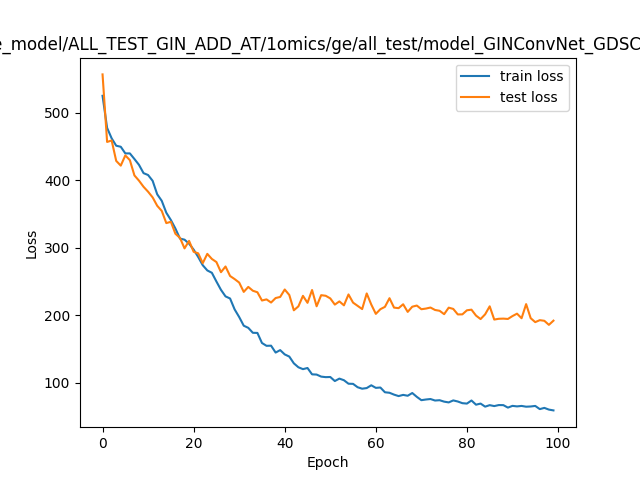 e_model/ALL_TEST_GIN_ADD_AT/1omics/ge/all_test/model_GINConvNet_GDSC
train loss
test loss
500
400
300
200
100
Loss
0 20 40 60 80 100
Epoch